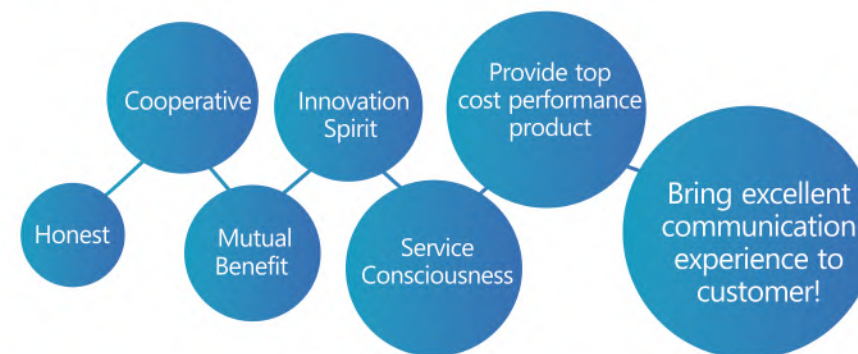 Honest
Cooperative
Mutual
Benefit
Innovation
Spirit
Service
Consciousness
Provide top
cost performance
product
Bring excellent
communication
experience to
customer!